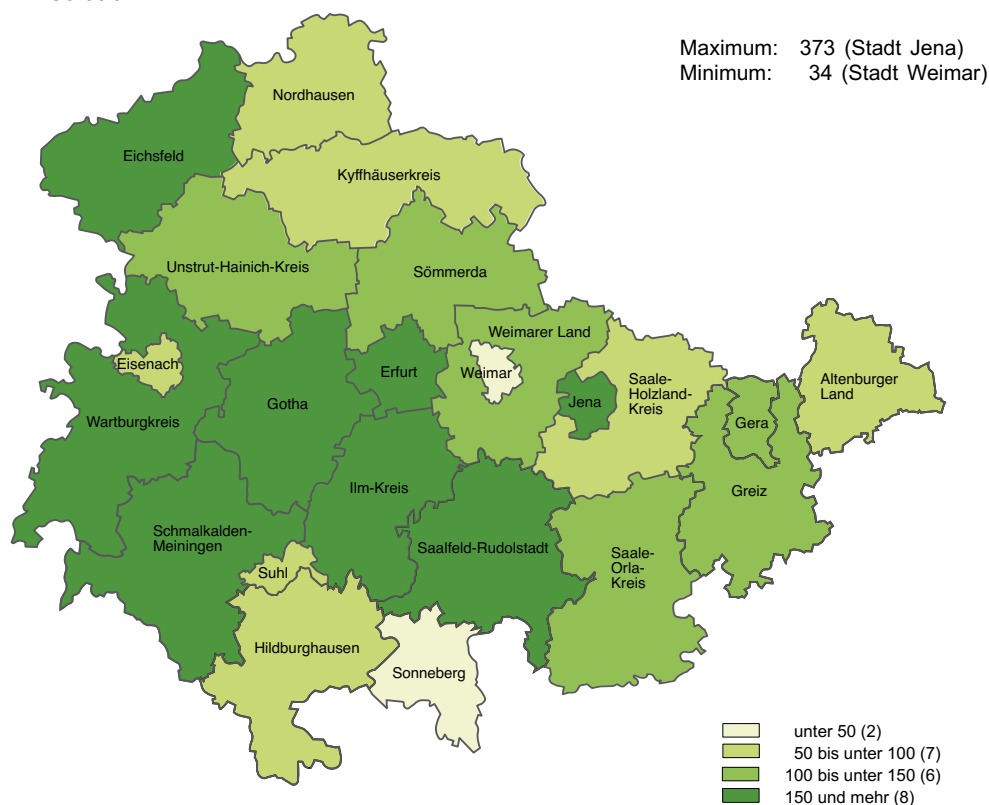 Maximum: 373 (Stadt Jena)
Minimum: 34 (Stadt Weimar)
Nordhausen
Eichsfeld
Kyffhäuserkreis
Unstrut-Hainich-Kreis
Sömmerda
Weimarer Land
Eisenach
Erfurt
Weimar
Saale-
Holzland-
Kreis
Altenburger
Land
Gotha
Jena
Wartburgkreis
Gera
Ilm-Kreis
Greiz
Schmalkalden-
Meiningen
Saalfeld-Rudolstadt
Saale-
Orla-
Kreis
Suhl
Hildburghausen
Sonneberg
unter 50 (2)
50 bis unter 100 (7)
100 bis unter 150 (6)
150 und mehr (8)